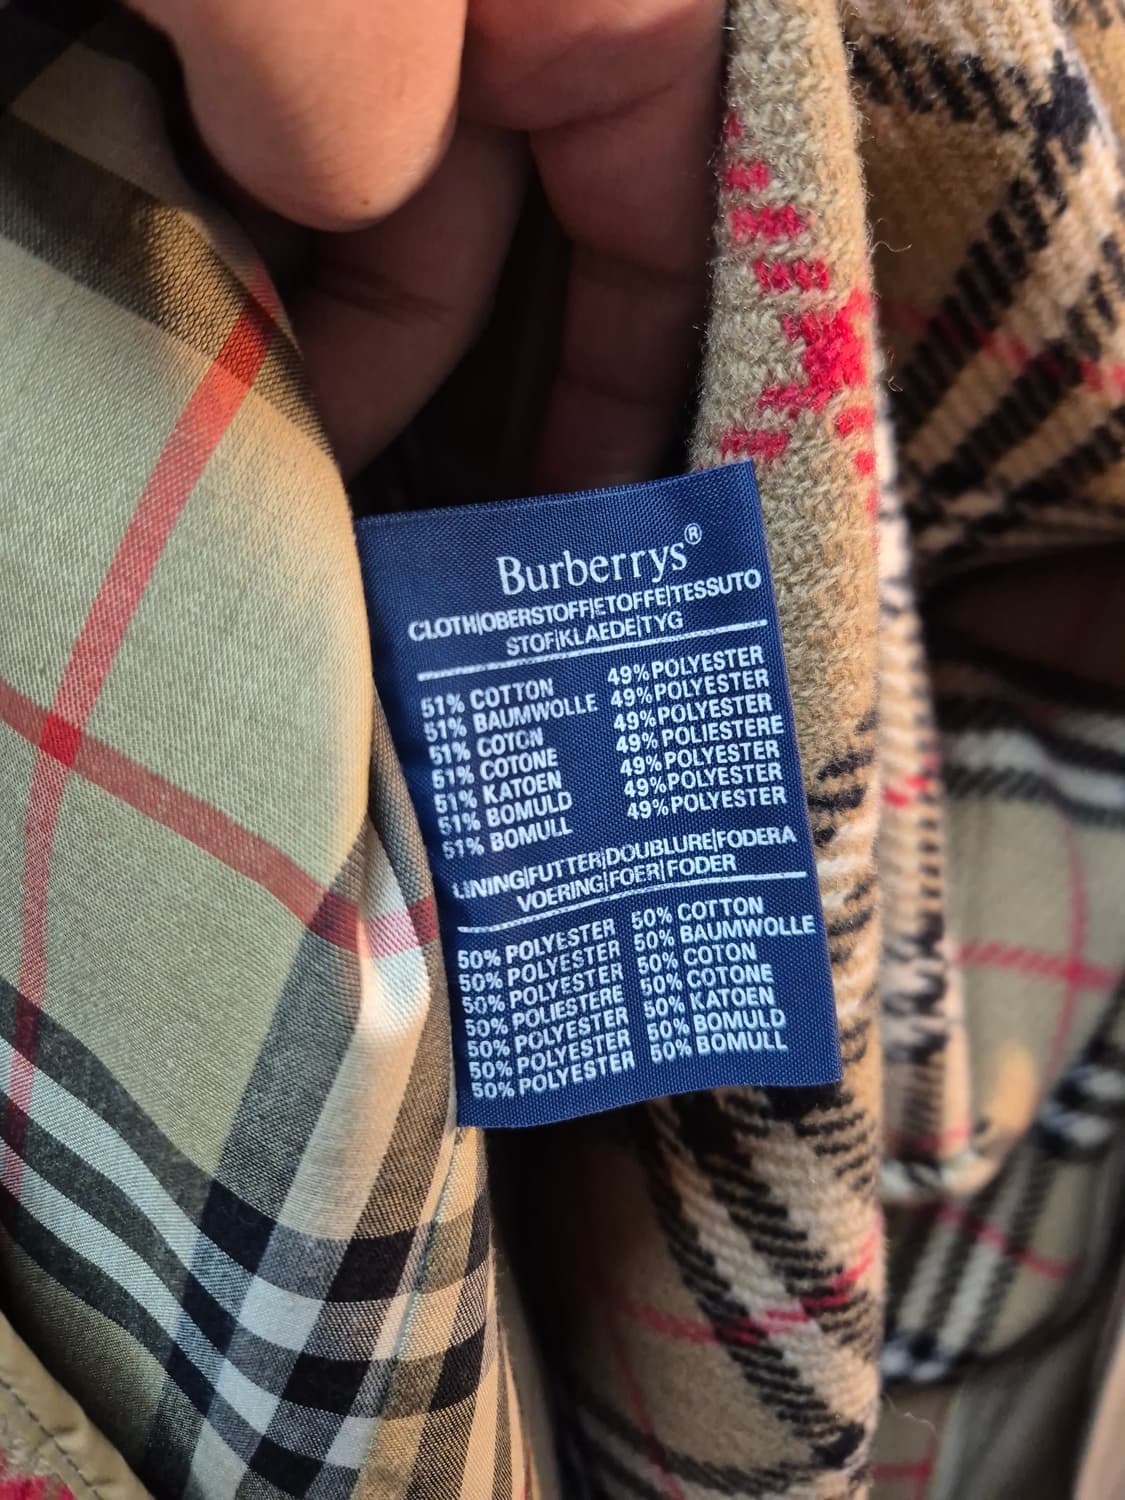 Burberrys®
CLOTH|OBERSTOFF|ETOFFE|TESSUTO
STOF|KLAEDE|TYG
51% COTTON 49% POLYESTER
51% BAUMWOLLE 49% POLYESTER
51% COTON 49% POLYESTER
51% COTONE 49% POLIESTERE
51% KATOEN 49% POLYESTER
51% BOMULD 49% POLYESTER
51% BOMULL 49% POLYESTER
LINING|FUTTER|DOUBLURE|FODERA
VOERING|FOER|FODER
50% POLYESTER 50% COTTON
50% POLYESTER 50% BAUMWOLLE
50% POLYESTER 50% COTON
50% POLIESTERE 50% COTONE
50% POLYESTER 50% KATOEN
50% POLYESTER 50% BOMULD
50% POLYESTER 50% BOMULL